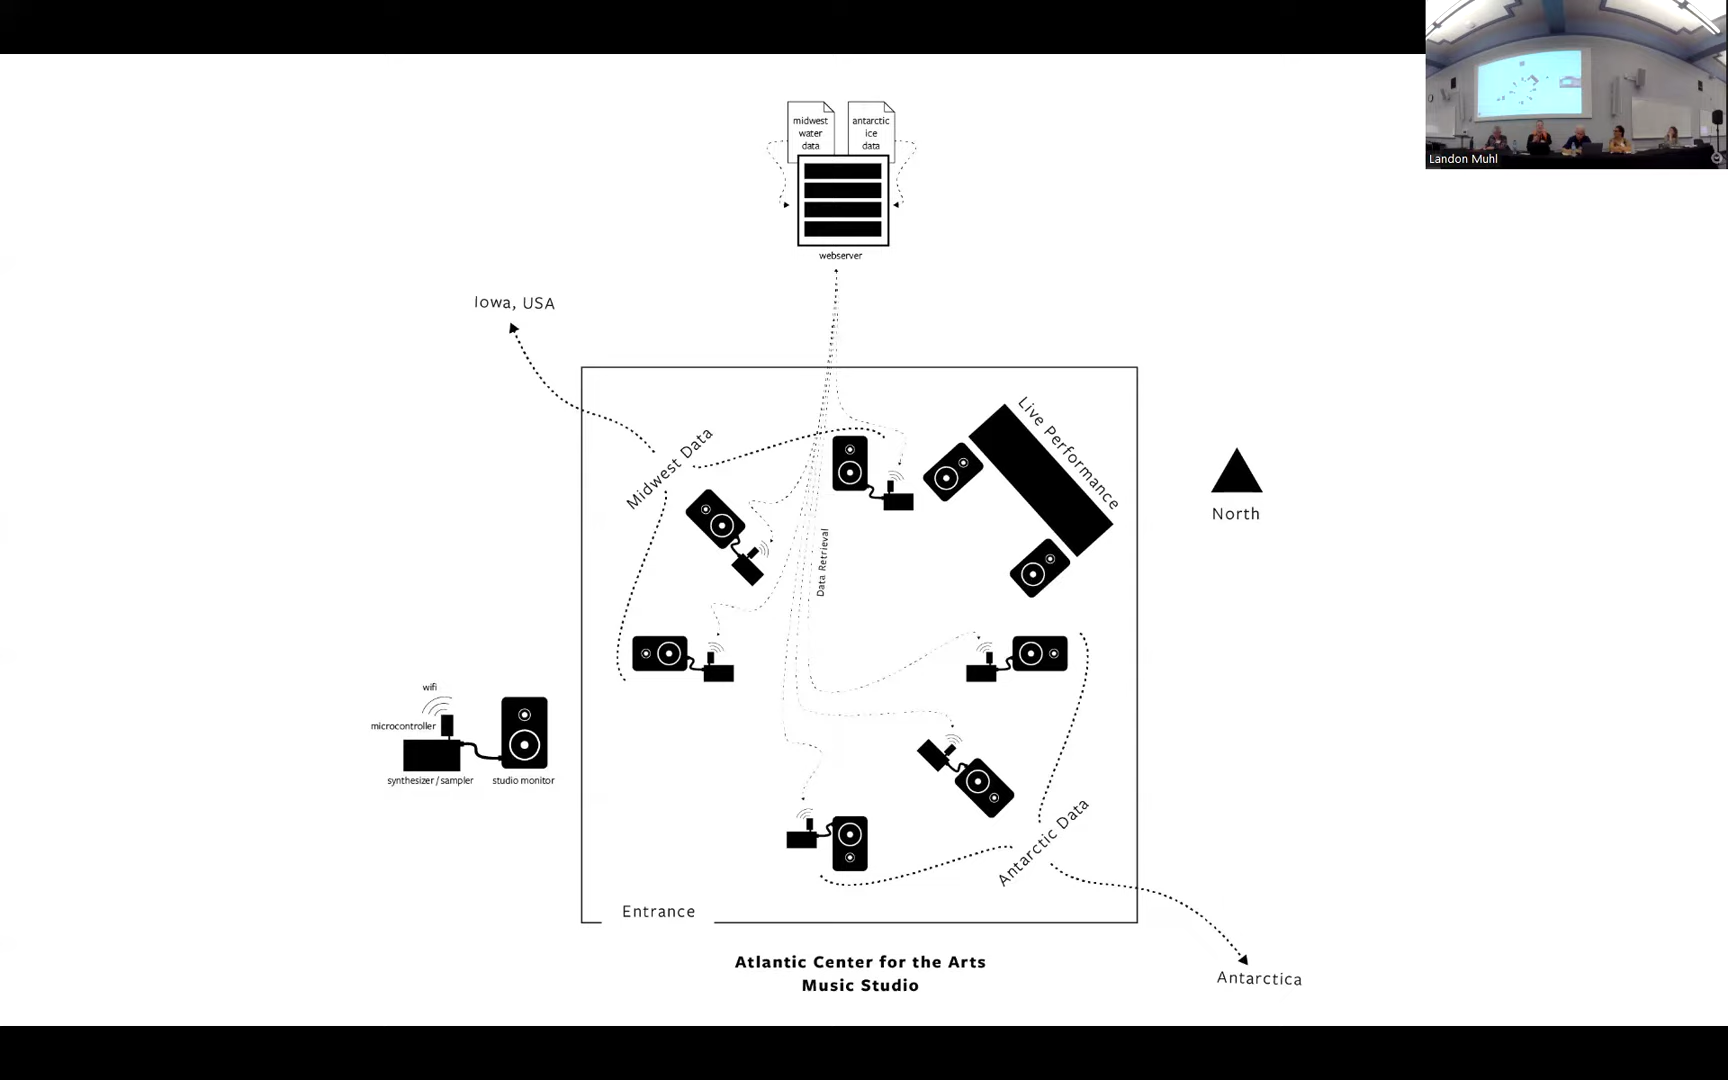 midwest
water
data
antarctic
ice
data
webserver
Landon Muhl
Iowa, USA
Midwest Data
Live Performance
Data Retrieval
North
wifi
microcontroller
synthesizer / sampler
studio monitor
Antarctic Data
Entrance
Atlantic Center for the Arts
Music Studio
Antarctica